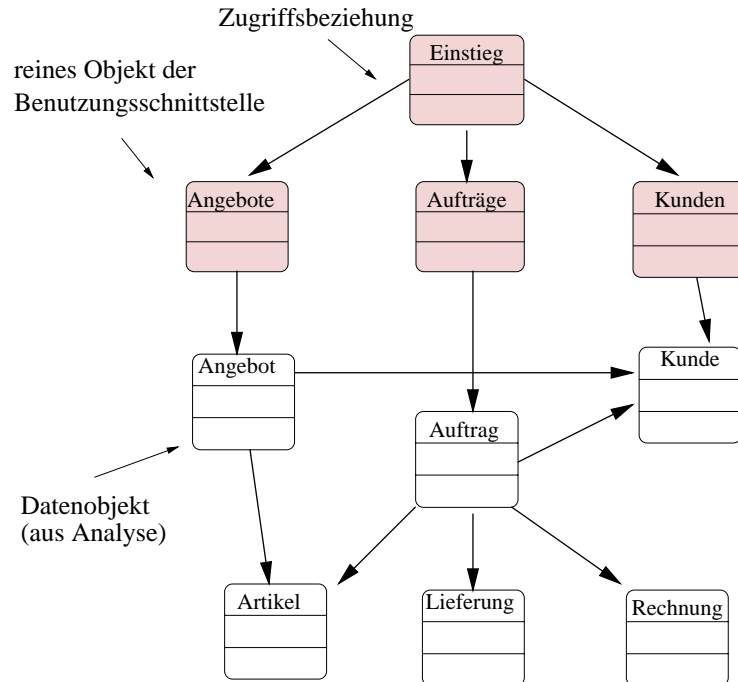 Zugriffsbeziehung
Einstieg
reines Objekt der
Benutzungsschnittstelle
Angebote
Aufträge
Kunden
Angebot
Kunde
Auftrag
Datenobjekt
(aus Analyse)
Artikel
Lieferung
Rechnung